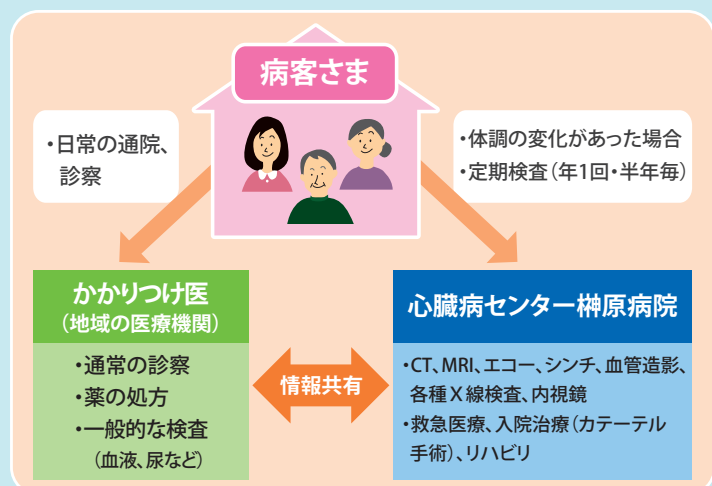 病客さま
・日常の通院、
診察
・体調の変化があった場合
・定期検査(年1回・半年毎)
かかりつけ医
(地域の医療機関)
・通常の診察
・薬の処方
・一般的な検査
(血液、尿など)
情報共有
心臓病センター榊原病院
・CT、MRI、エコー、シンチ、血管造影、
各種X線検査、内視鏡
・救急医療、入院治療(カテーテル
手術)、リハビリ